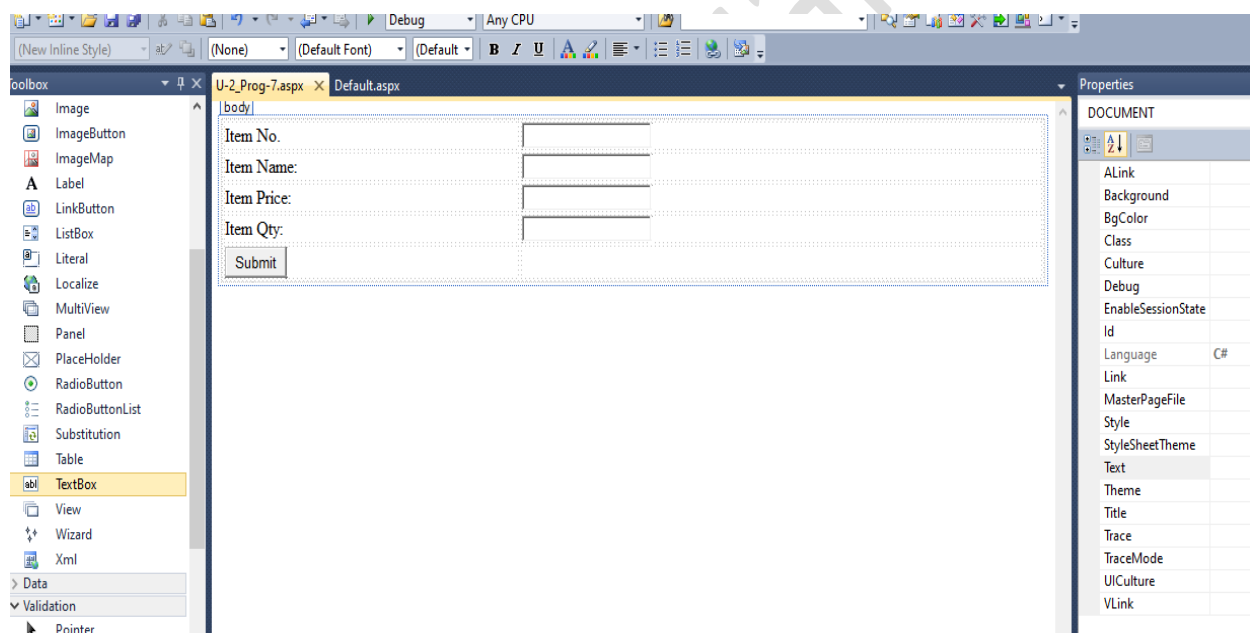 Debug
Any CPU
(New Inline Style)
(None)
(Default Font)
(Default
B I U A
Toolbox
U-2_Prog-7.aspx X Default.aspx
Properties
body
DOCUMENT
Image
ImageButton
ImageMap
A Label
LinkButton
ListBox
Literal
Localize
MultiView
Panel
PlaceHolder
RadioButton
RadioButtonList
Substitution
Table
abl TextBox
View
Wizard
Xml
> Data
Validation
Pointer
Item No.
Item Name:
Item Price:
Item Qty:
Submit
ALink
Background
BgColor
Class
Culture
Debug
EnableSessionState
Id
Language C#
Link
MasterPageFile
Style
StyleSheetTheme
Text
Theme
Title
Trace
TraceMode
UICulture
VLink